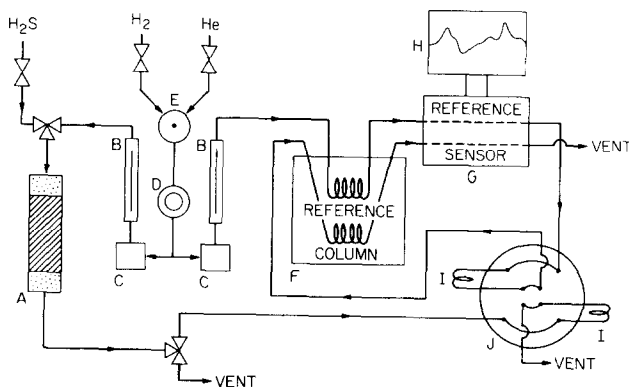 H₂S
H₂
He
E
B
B
D
C
C
A
H
REFERENCE
SENSOR
G
VENT
REFERENCE
COLUMN
F
I
I
J
VENT
VENT